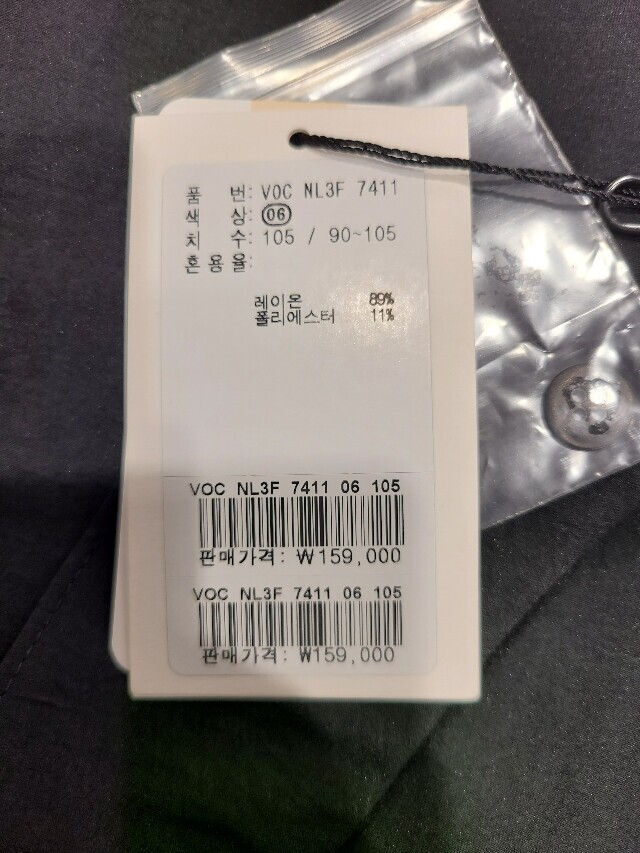 품 번: VOC NL3F 7411
색 상: 06
치 수: 105 / 90~105
혼용율:
레이온 89%
폴리에스터 11%
VOC NL3F 7411 06 105
판매가격: ₩159,000
VOC NL3F 7411 06 105
판매가격: ₩159,000